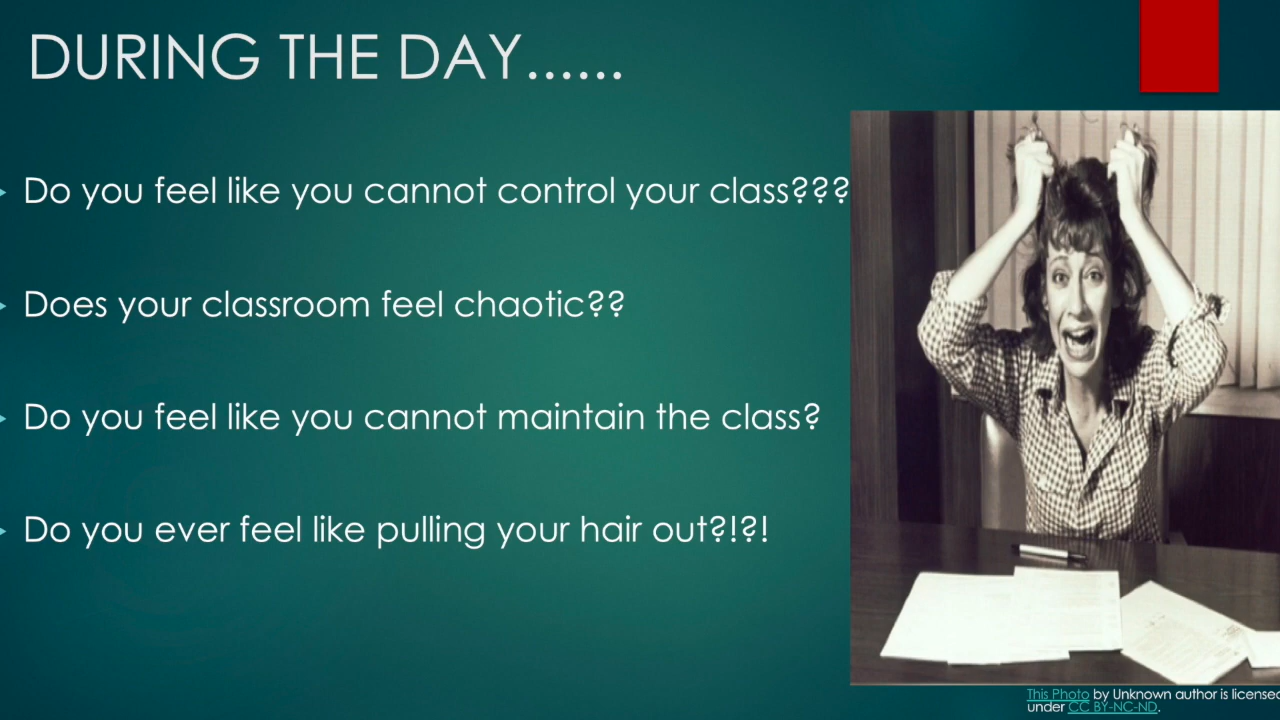 DURING THE DAY......
Do you feel like you cannot control your class???
Does your classroom feel chaotic??
Do you feel like you cannot maintain the class?
Do you ever feel like pulling your hair out?!?!
This Photo by Unknown author is licensed
under CC BY-NC-ND.